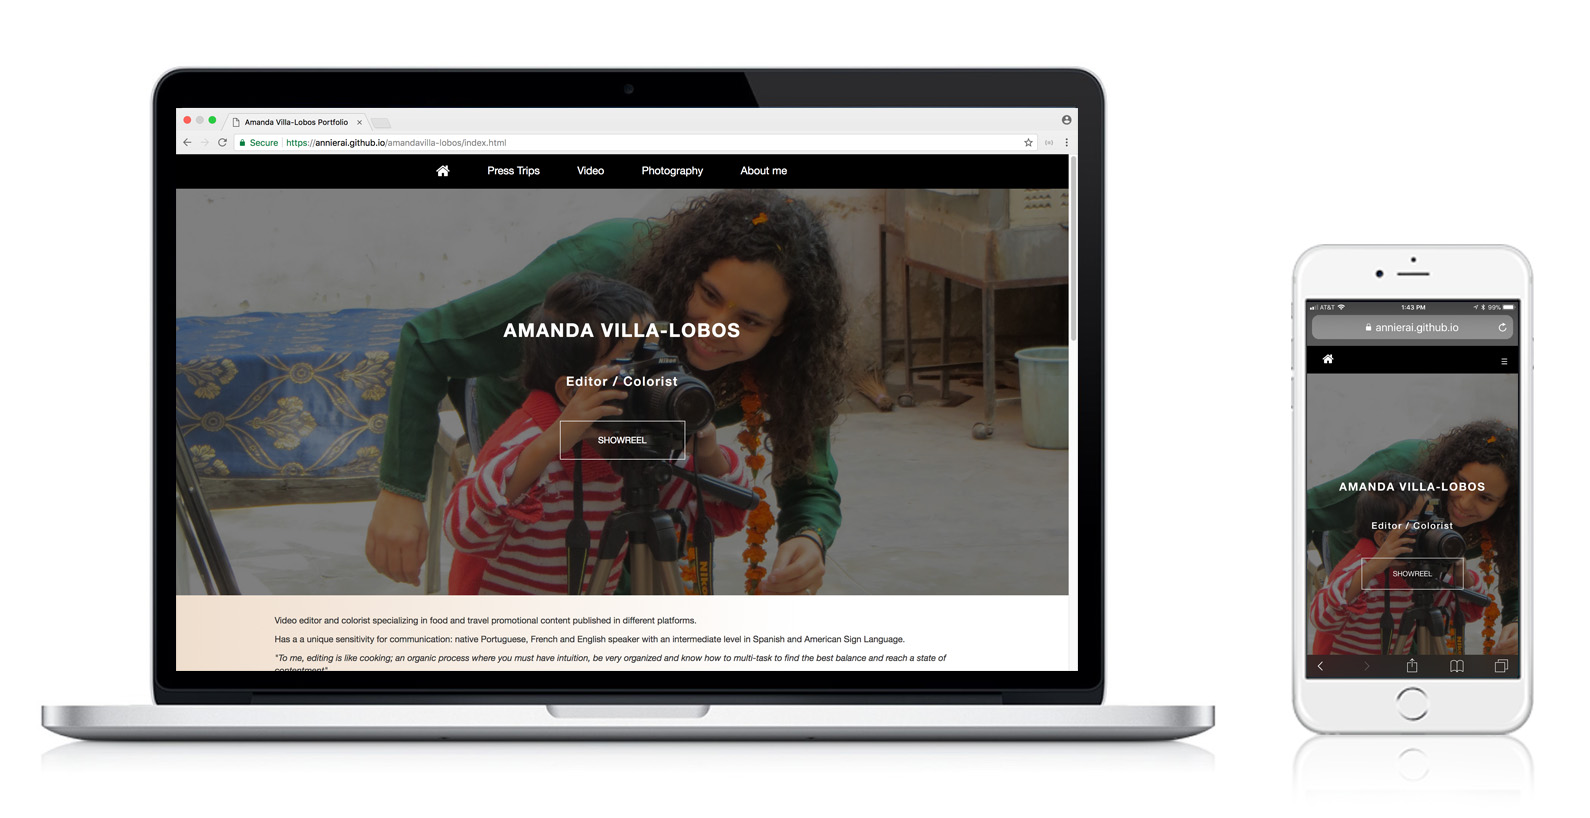 Amanda Villa-Lobos Portfolio
Secure https://annierai.github.io/amandavilla-lobos/index.html
Press Trips Video Photography About me
AMANDA VILLA-LOBOS
Editor / Colorist
Nikon
SHOWREEL
Video editor and colorist specializing in food and travel promotional content published in different platforms.
Has a a unique sensitivity for communication: native Portuguese, French and English speaker with an intermediate level in Spanish and American Sign Language.
"To me, editing is like cooking; an organic process where you must have intuition, be very organized and know how to multi-task to find the best balance and reach a state of
contentment"
AT&T 1:43 PM 99%
annierai.github.io
AMANDA VILLA-LOBOS
Editor / Colorist
SHOWREEL